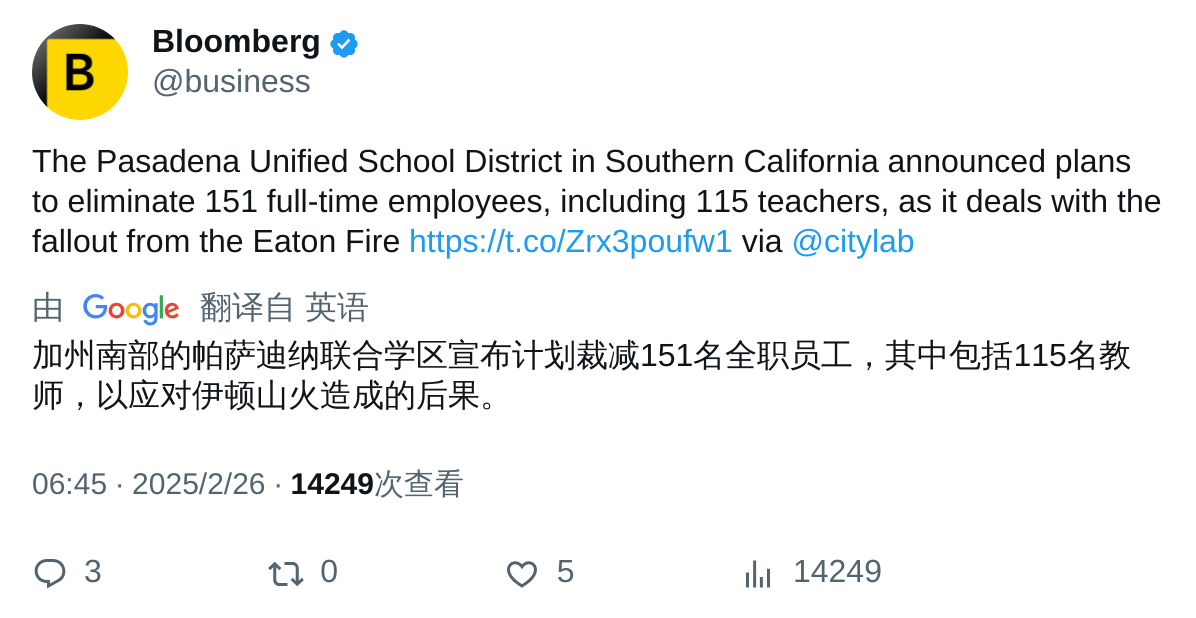 B
Bloomberg
@business
The Pasadena Unified School District in Southern California announced plans
to eliminate 151 full-time employees, including 115 teachers, as it deals with the
fallout from the Eaton Fire https://t.co/Zrx3poufw1 via @citylab
由 Google 翻译自 英语
加州南部的帕萨迪纳联合学区宣布计划裁减151名全职员工，其中包括115名教
师，以应对伊顿山火造成的后果。
06:45 · 2025/2/26 · 14249次查看
3 0 5 14249